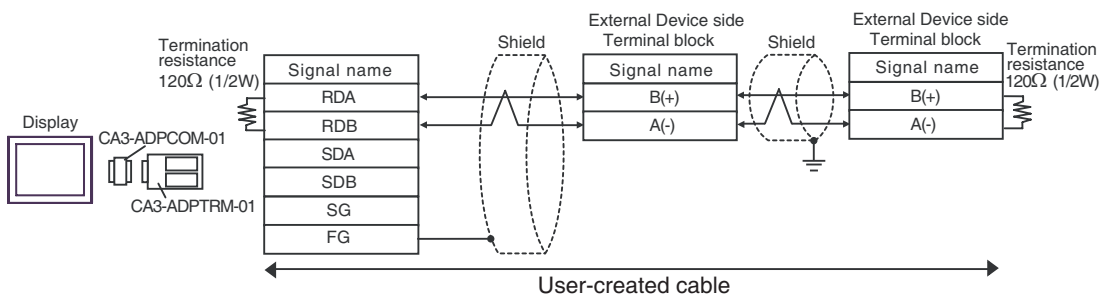 Display
CA3-ADPCOM-01
CA3-ADPTRM-01
Termination
resistance
120Ω (1/2W)
Signal name
RDA
RDB
SDA
SDB
SG
FG
Shield
External Device side
Terminal block
Signal name
B(+)
A(-)
Shield
External Device side
Terminal block
Signal name
B(+)
A(-)
Termination
resistance
120Ω (1/2W)
User-created cable